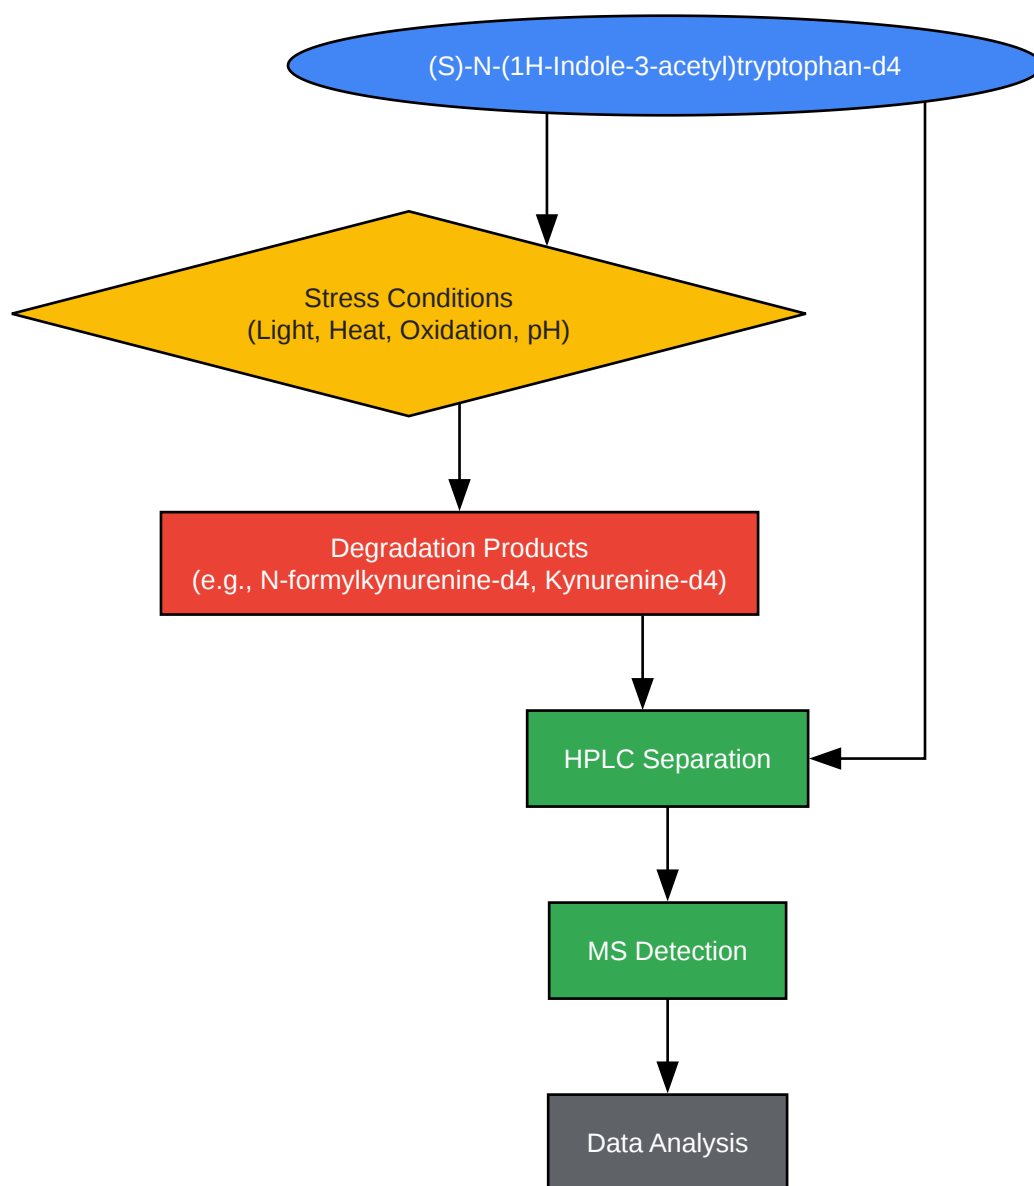 (S)-N-(1H-Indole-3-acetyl)tryptophan-d4
Stress Conditions
(Light, Heat, Oxidation, pH)
Degradation Products
(e.g., N-formylkynurenine-d4, Kynurenine-d4)
HPLC Separation
MS Detection
Data Analysis